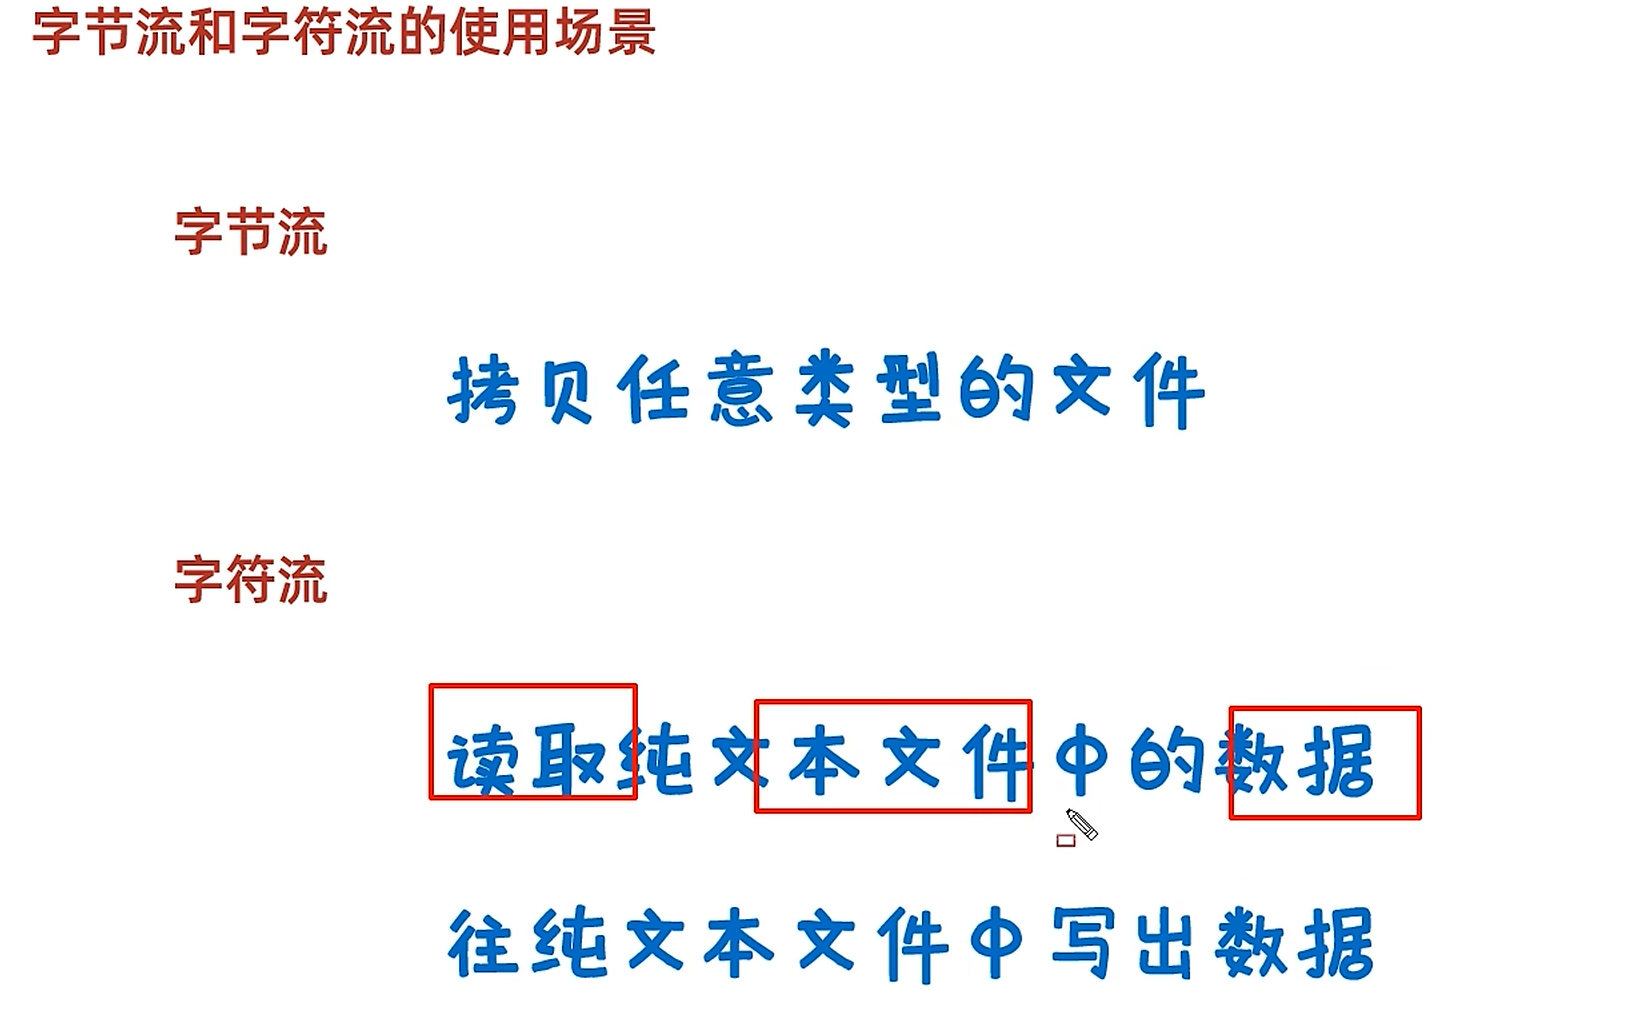 字节流和字符流的使用场景
字节流
拷贝任意类型的文件
字符流
读取纯文本文件中的数据
往纯文本文件中写出数据